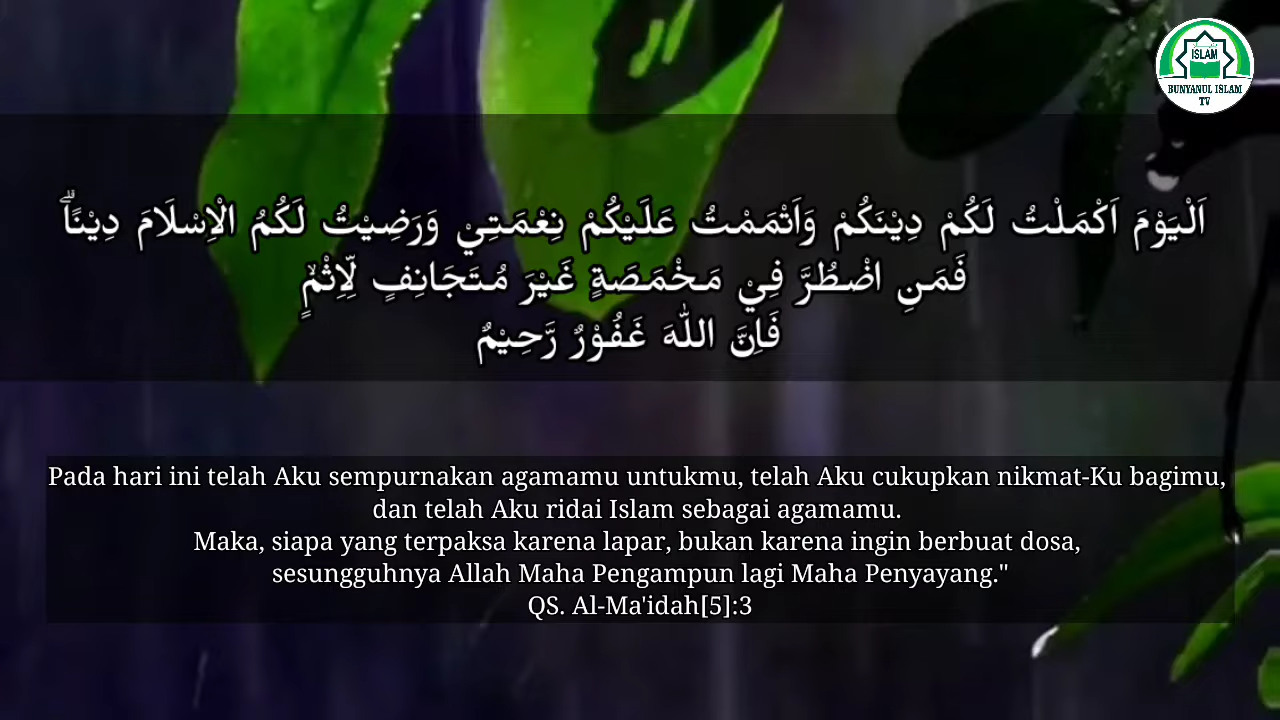 ISLAM
BUNYANUL ISLAM
TV
اَلْيَوْمَ اَكْمَلْتُ لَكُمْ دِيْنَكُمْ وَاَتْمَمْتُ عَلَيْكُمْ نِعْمَتِيْ وَرَضِيْتُ لَكُمُ الْاِسْلَامَ دِيْنًاۗ
فَمَنِ اضْطُرَّ فِيْ مَخْمَصَةٍ غَيْرَ مُتَجَانِفٍ لِّاِثْمٍۙ
فَاِنَّ اللّٰهَ غَفُوْرٌ رَّحِيْمٌ
Pada hari ini telah Aku sempurnakan agamamu untukmu, telah Aku cukupkan nikmat-Ku bagimu,
dan telah Aku ridai Islam sebagai agamamu.
Maka, siapa yang terpaksa karena lapar, bukan karena ingin berbuat dosa,
sesungguhnya Allah Maha Pengampun lagi Maha Penyayang."
QS. Al-Ma'idah[5]:3